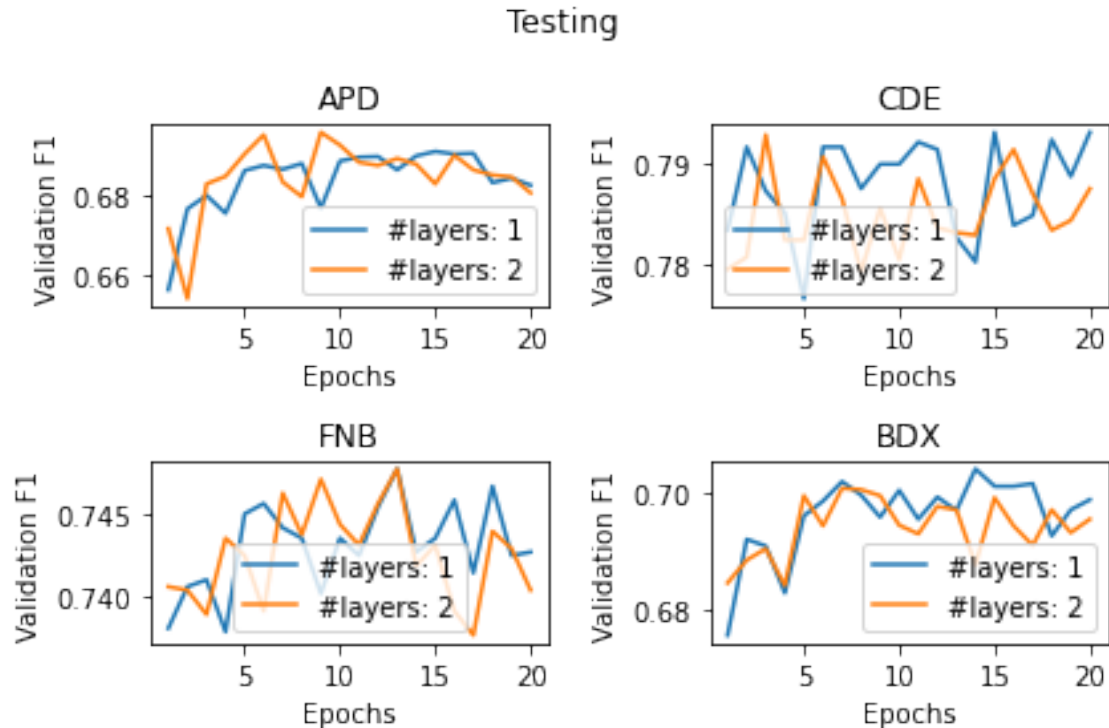 Testing
APD
Validation F1
0.68
0.66
#layers: 1
#layers: 2
5 10 15 20
Epochs
CDE
Validation F1
0.79
0.78
#layers: 1
#layers: 2
5 10 15 20
Epochs
FNB
Validation F1
0.745
0.740
#layers: 1
#layers: 2
5 10 15 20
Epochs
BDX
Validation F1
0.70
0.68
#layers: 1
#layers: 2
5 10 15 20
Epochs